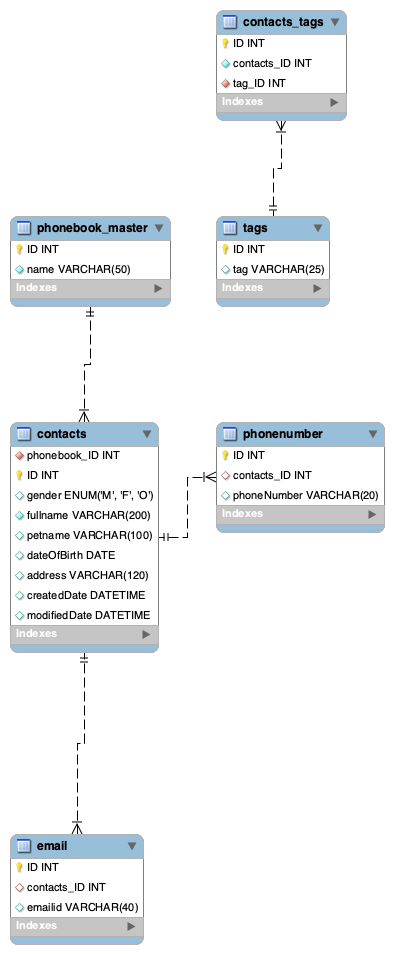 contacts_tags
ID INT
contacts_ID INT
tag_ID INT
Indexes
phonebook_master
ID INT
name VARCHAR(50)
Indexes
tags
ID INT
tag VARCHAR(25)
Indexes
contacts
phonebook_ID INT
ID INT
gender ENUM('M', 'F', 'O')
fullname VARCHAR(200)
petname VARCHAR(100)
dateOfBirth DATE
address VARCHAR(120)
createdDate DATETIME
modifiedDate DATETIME
Indexes
phonenumber
ID INT
contacts_ID INT
phoneNumber VARCHAR(20)
Indexes
email
ID INT
contacts_ID INT
emailid VARCHAR(40)
Indexes